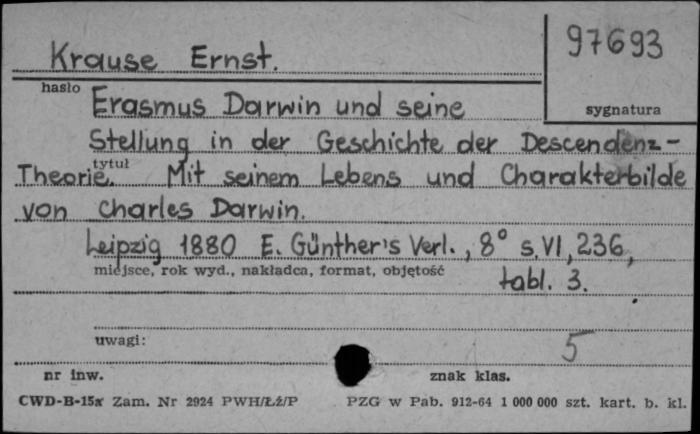 Krause Ernst.
97693
hasło
sygnatura
Erasmus Darwin und seine
Stellung in der Geschichte der Descendenz-
tytuł
Theorie. Mit seinem Lebens und Charakterbilde
von Charles Darwin.
Leipzig 1880 E. Günther's Verl., 8° s. VI, 236,
miejsce, rok wyd., nakładca, format, objętość
tabl. 3.
uwagi:
5
nr inw.
znak klas.
CWD-B-15x Zam. Nr 2924 PWH/Łź/P PZG w Pab. 912-64 1 000 000 szt. kart. b. kl.